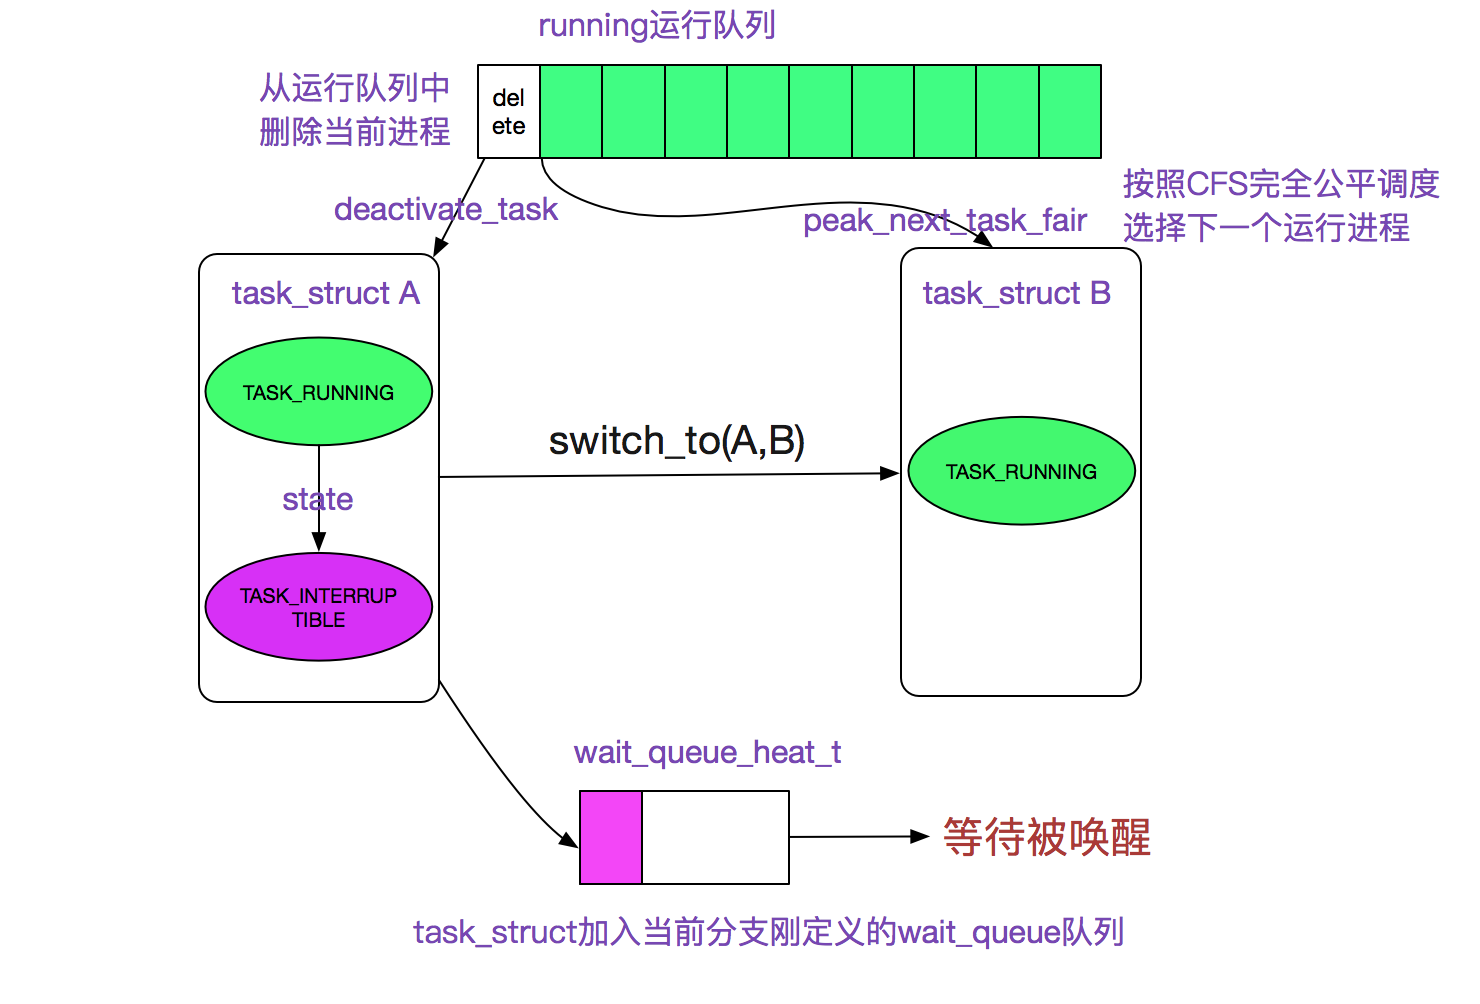 running运行队列
从运行队列中
删除当前进程
del
ete
deactivate_task
peak_next_task_fair
按照CFS完全公平调度
选择下一个运行进程
task_struct A
task_struct B
TASK_RUNNING
switch_to(A,B)
TASK_RUNNING
state
TASK_INTERRUP
TIBLE
wait_queue_heat_t
等待被唤醒
task_struct加入当前分支刚定义的wait_queue队列